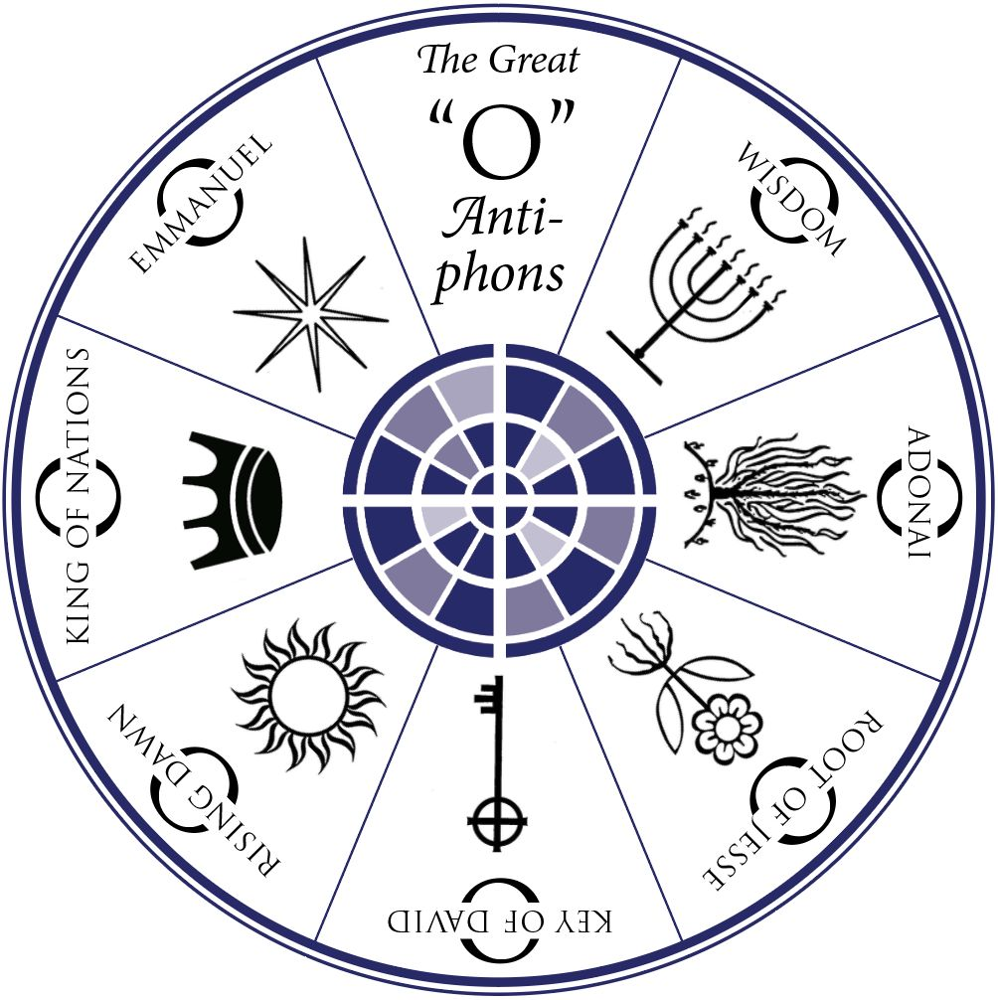 The Great
“O”
Anti-
phons
O WISDOM
O ADONAI
O ROOT OF JESSE
O KEY OF DAVID
O RISING DAWN
O KING OF NATIONS
O EMMANUEL